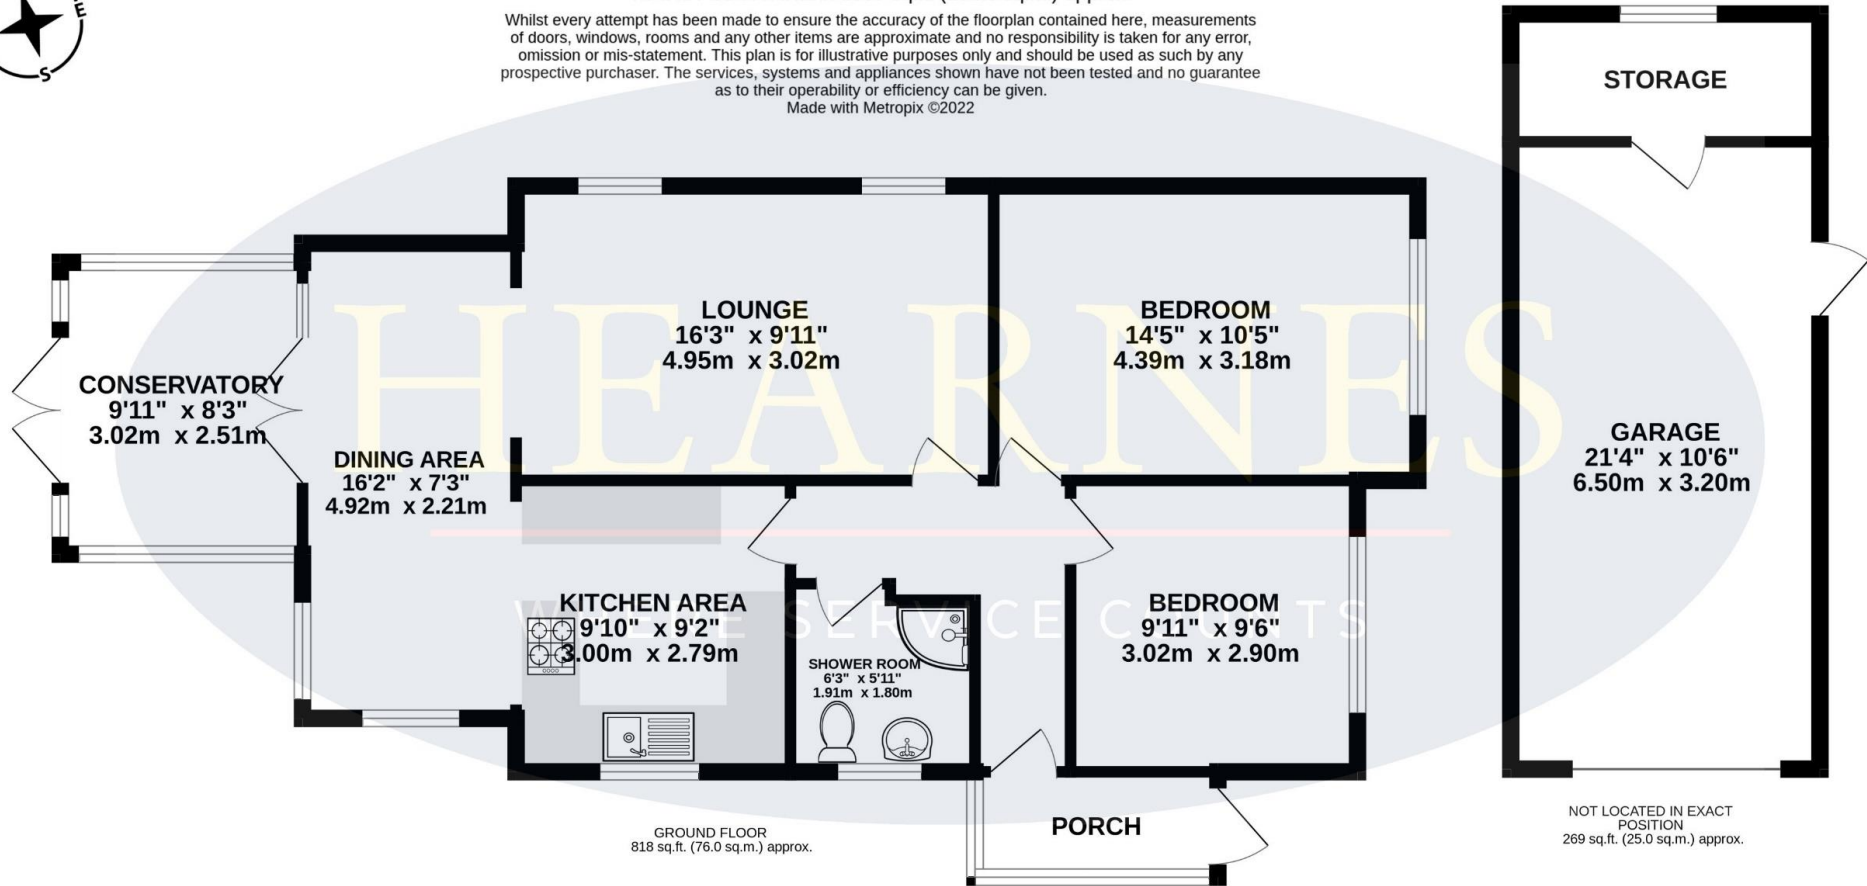 E
S
Whilst every attempt has been made to ensure the accuracy of the floorplan contained here, measurements
of doors, windows, rooms and any other items are approximate and no responsibility is taken for any error,
omission or mis-statement. This plan is for illustrative purposes only and should be used as such by any
prospective purchaser. The services, systems and appliances shown have not been tested and no guarantee
as to their operability or efficiency can be given.
Made with Metropix ©2022
STORAGE
LOUNGE
16'3" x 9'11"
4.95m x 3.02m
BEDROOM
14'5" x 10'5"
4.39m x 3.18m
CONSERVATORY
9'11" x 8'3"
3.02m x 2.51m
DINING AREA
16'2" x 7'3"
4.92m x 2.21m
GARAGE
21'4" x 10'6"
6.50m x 3.20m
HEARNES
WHERE SERVICE COUNTS
KITCHEN AREA
9'10" x 9'2"
3.00m x 2.79m
SHOWER ROOM
6'3" x 5'11"
1.91m x 1.80m
BEDROOM
9'11" x 9'6"
3.02m x 2.90m
PORCH
GROUND FLOOR
818 sq.ft. (76.0 sq.m.) approx.
NOT LOCATED IN EXACT
POSITION
269 sq.ft. (25.0 sq.m.) approx.